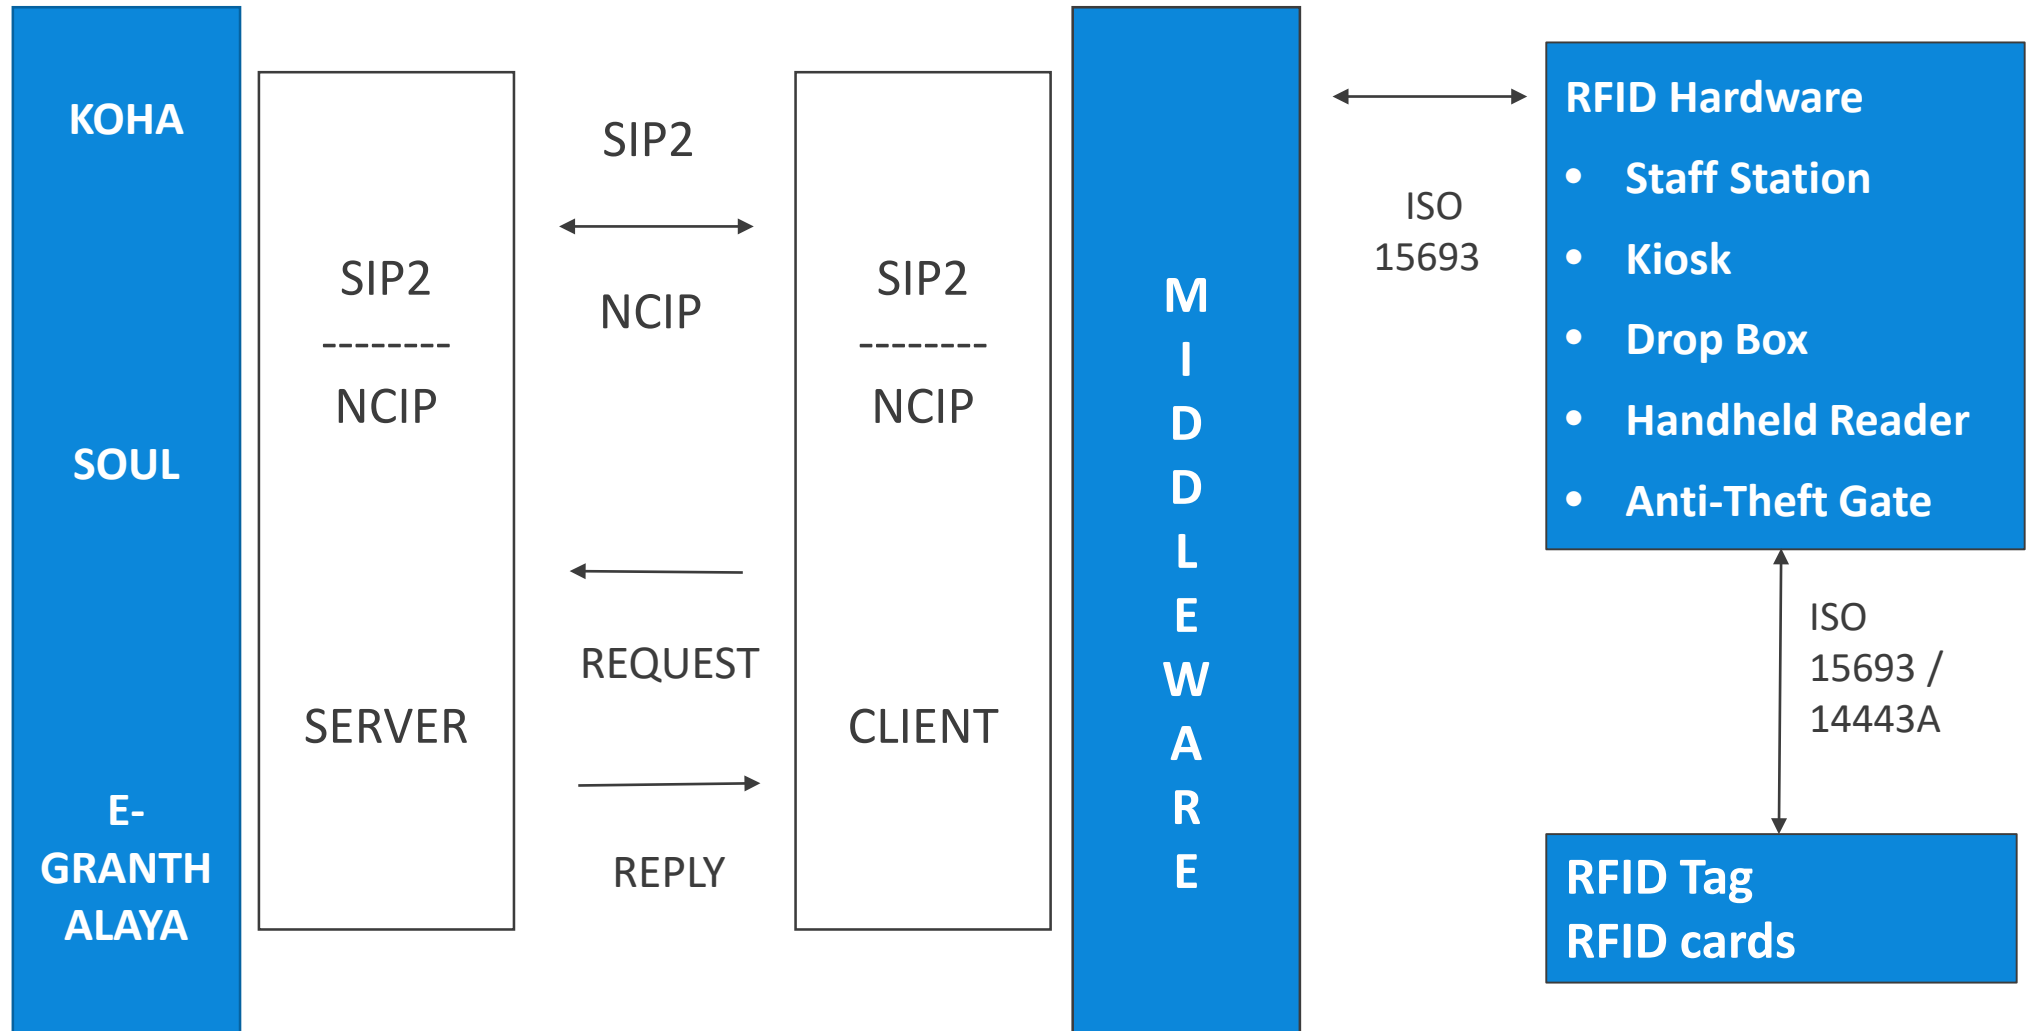 KOHA
SOUL
E-
GRANTH
ALAYA
SIP2
--------
NCIP
SERVER
SIP2
NCIP
REQUEST
REPLY
SIP2
--------
NCIP
CLIENT
M
I
D
D
L
E
W
A
R
E
ISO
15693
RFID Hardware
• Staff Station
• Kiosk
• Drop Box
• Handheld Reader
• Anti-Theft Gate
ISO
15693 /
14443A
RFID Tag
RFID cards